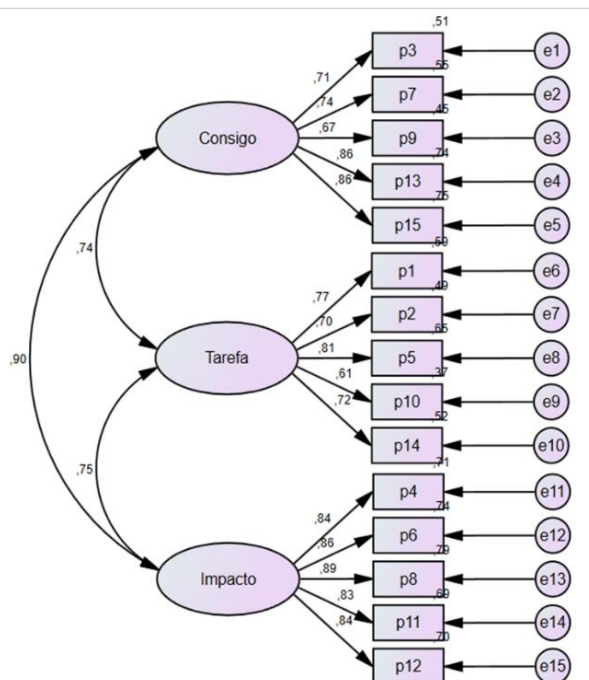 ,51
p3
e1
,71
,55
p7
e2
,74
,45
Consigo
,67
p9
e3
,74
,86
p13
e4
,86
,75
p15
e5
,59
p1
e6
,74
,77
,49
p2
e7
,70
,65
Tarefa
,81
p5
e8
,90
,37
,61
p10
e9
,72
,52
p14
e10
,71
,75
p4
e11
,84
,74
p6
e12
,86
,79
Impacto
,89
p8
e13
,69
,83
p11
e14
,84
,70
p12
e15